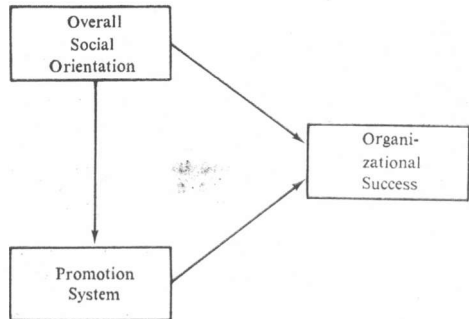 Overall
Social
Orientation
Organi-
zational
Success
Promotion
System